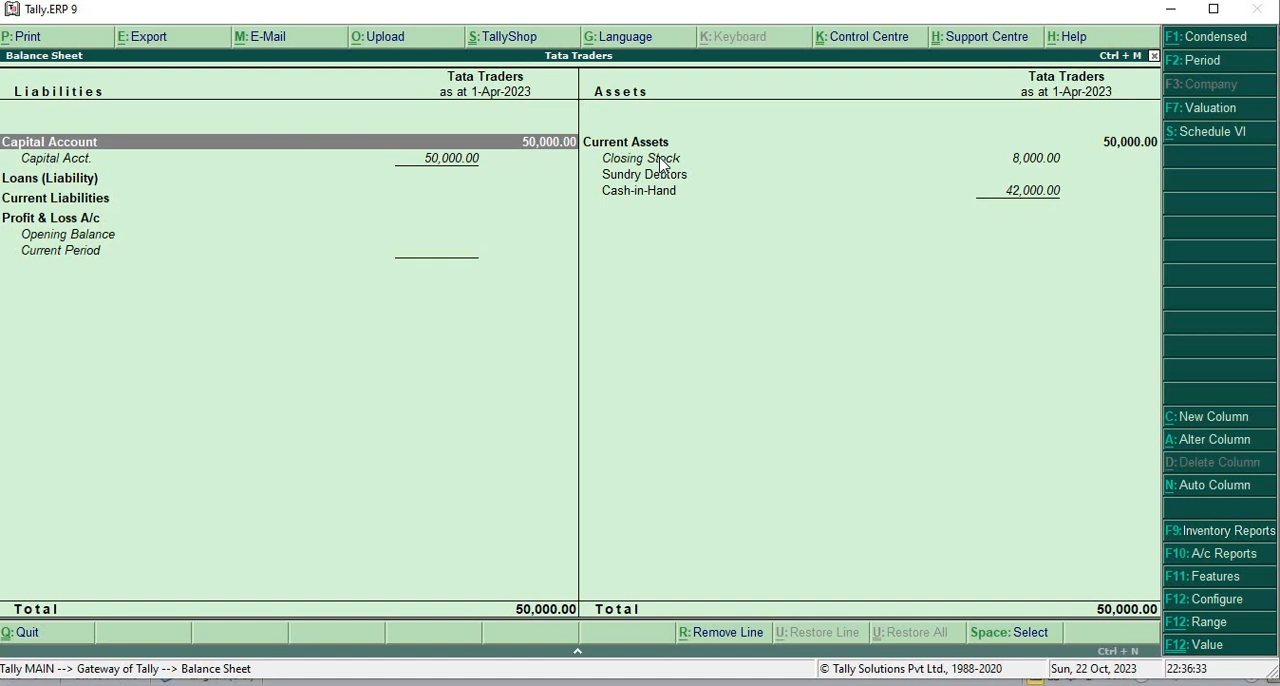 Tally.ERP 9
P: Print E: Export M: E-Mail O: Upload S: TallyShop G: Language K: Keyboard K: Control Centre H: Support Centre H: Help
Balance Sheet Tata Traders Ctrl + M
Liabilities
Tata Traders
as at 1-Apr-2023
Capital Account 50,000.00
Capital Acct. 50,000.00
Loans (Liability)
Current Liabilities
Profit & Loss A/c
Opening Balance
Current Period
Total 50,000.00
Assets
Tata Traders
as at 1-Apr-2023
Current Assets 50,000.00
Closing Stock 8,000.00
Sundry Debtors
Cash-in-Hand 42,000.00
Total 50,000.00
F1: Condensed
F2: Period
F3: Company
F7: Valuation
S: Schedule VI
C: New Column
A: Alter Column
D: Delete Column
N: Auto Column
F9: Inventory Reports
F10: A/c Reports
F11: Features
F12: Configure
F12: Range
F12: Value
Q: Quit R: Remove Line U: Restore Line U: Restore All Space: Select
Ctrl + N
Tally MAIN --> Gateway of Tally --> Balance Sheet © Tally Solutions Pvt Ltd., 1988-2020 Sun, 22 Oct, 2023 22:36:33